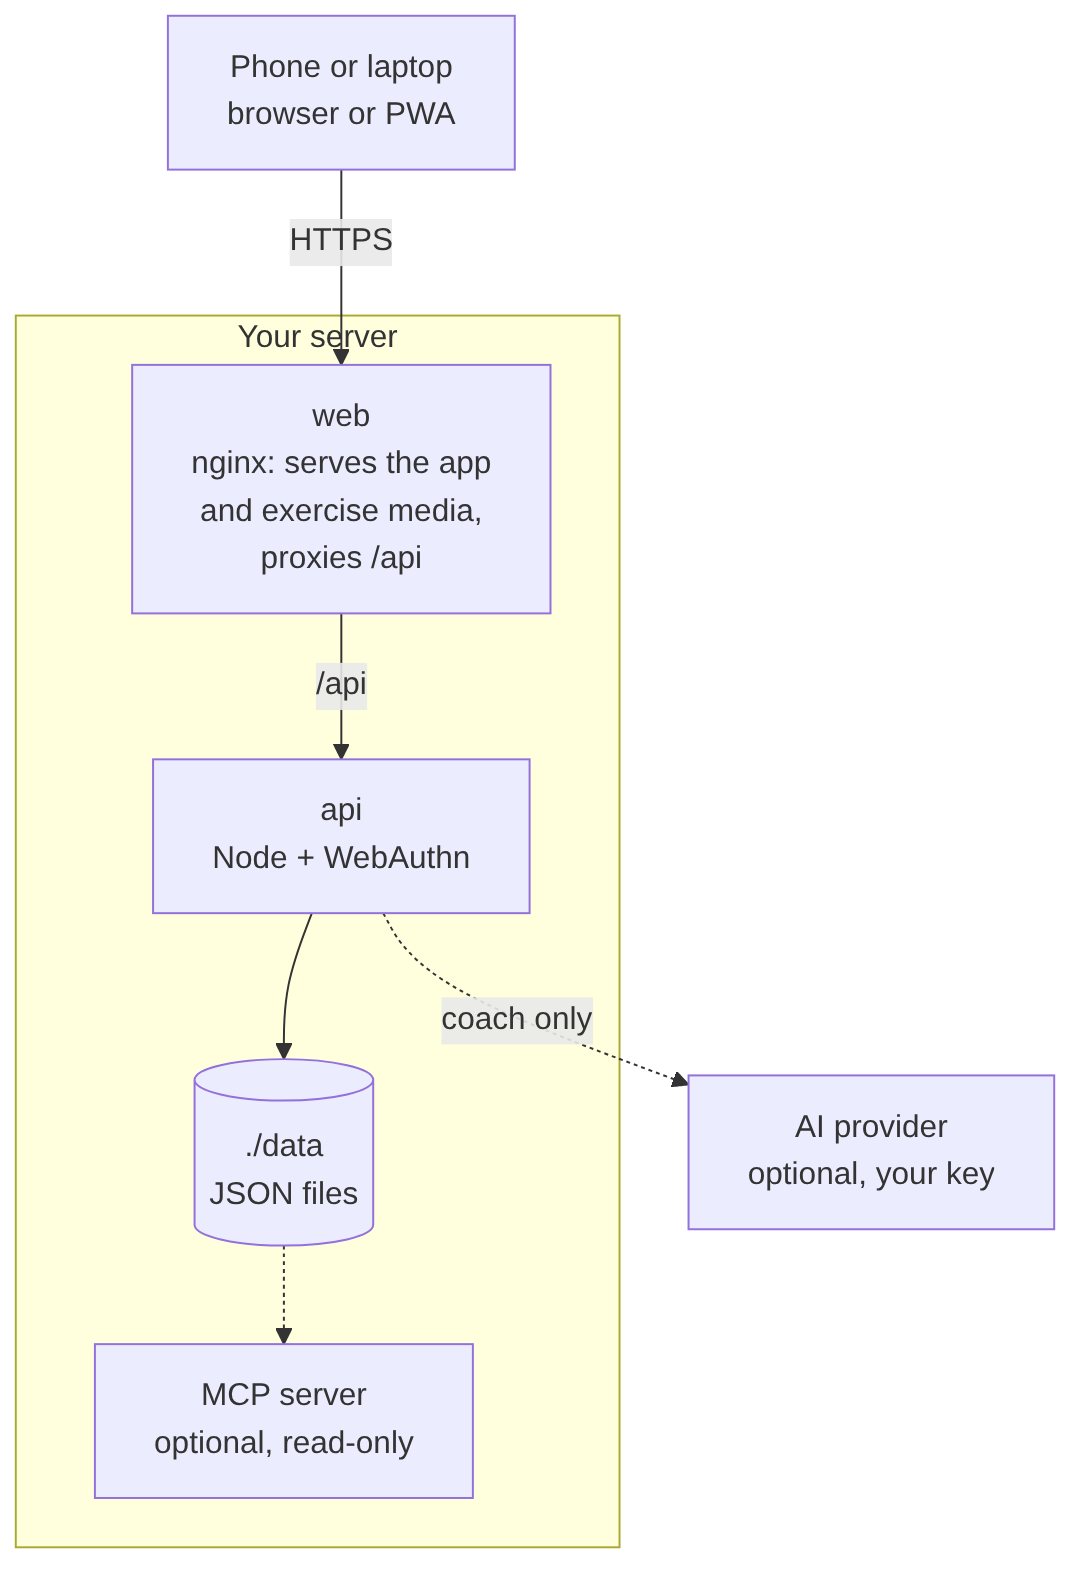 Phone or laptop
browser or PWA
HTTPS
Your server
web
nginx: serves the app
and exercise media,
proxies /api
/api
api
Node + WebAuthn
coach only
./data
JSON files
AI provider
optional, your key
MCP server
optional, read-only